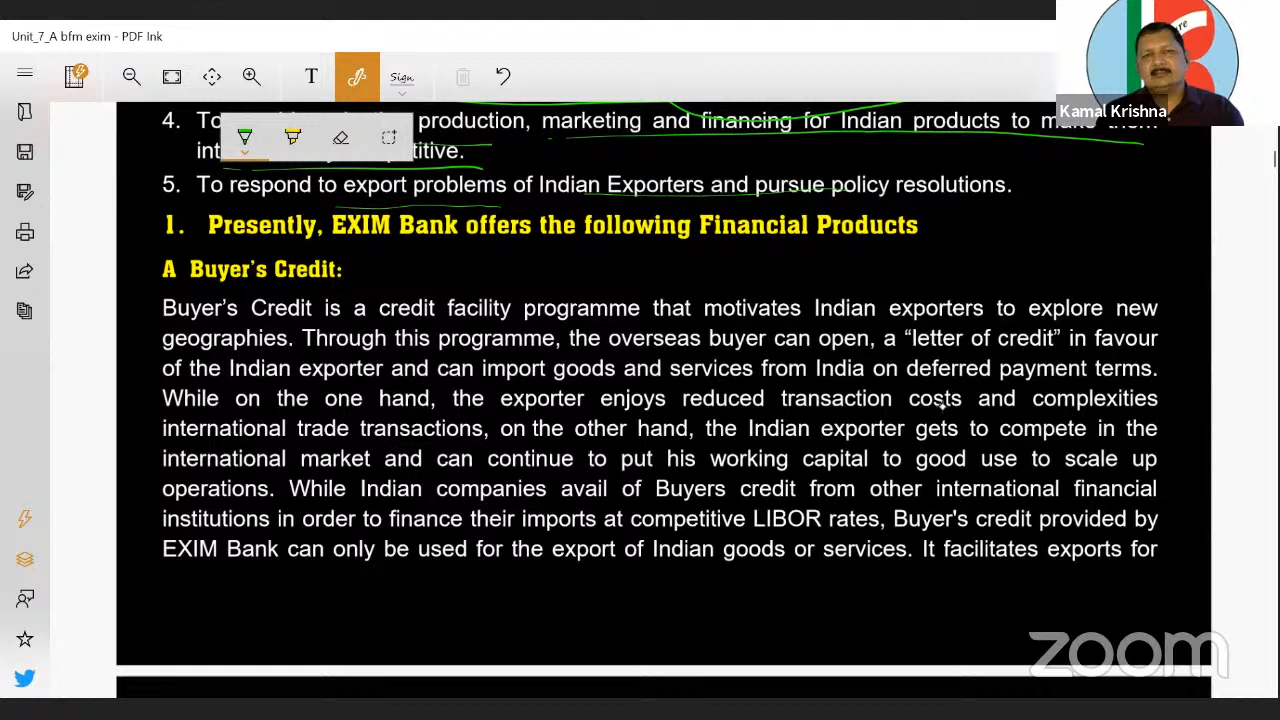 Unit_7_A bfm exim - PDF Ink
T
Sign
Kamal Krishna
4. To production, marketing and financing for Indian products to make them
5. To respond to export problems of Indian Exporters and pursue policy resolutions.
1. Presently, EXIM Bank offers the following Financial Products
A Buyer's Credit:
Buyer's Credit is a credit facility programme that motivates Indian exporters to explore new
geographies. Through this programme, the overseas buyer can open, a “letter of credit” in favour
of the Indian exporter and can import goods and services from India on deferred payment terms.
While on the one hand, the exporter enjoys reduced transaction costs and complexities
international trade transactions, on the other hand, the Indian exporter gets to compete in the
international market and can continue to put his working capital to good use to scale up
operations. While Indian companies avail of Buyers credit from other international financial
institutions in order to finance their imports at competitive LIBOR rates, Buyer's credit provided by
EXIM Bank can only be used for the export of Indian goods or services. It facilitates exports for
zoom